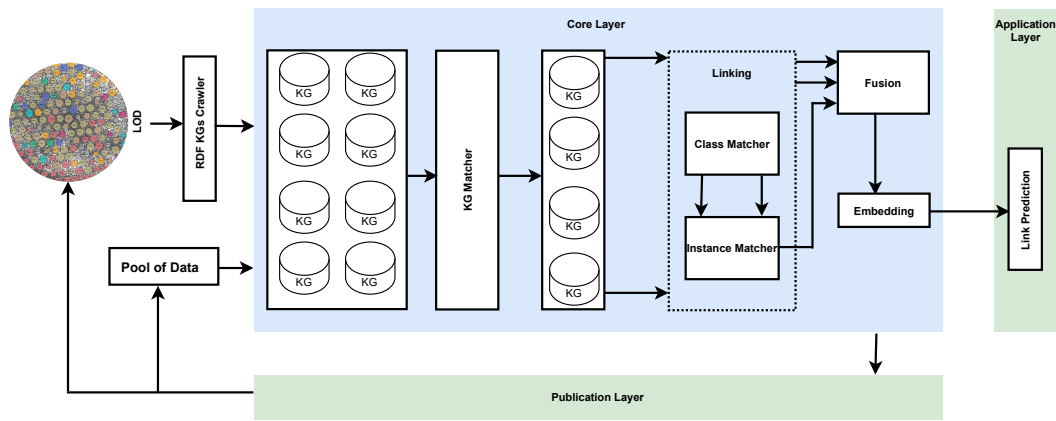 Core Layer
Application
Layer
LOD
RDF KGs Crawler
KG KG
KG KG
KG KG
KG KG
KG Matcher
KG
KG
KG
KG
Linking
Class Matcher
Instance Matcher
Fusion
Embedding
Link Prediction
Pool of Data
Publication Layer